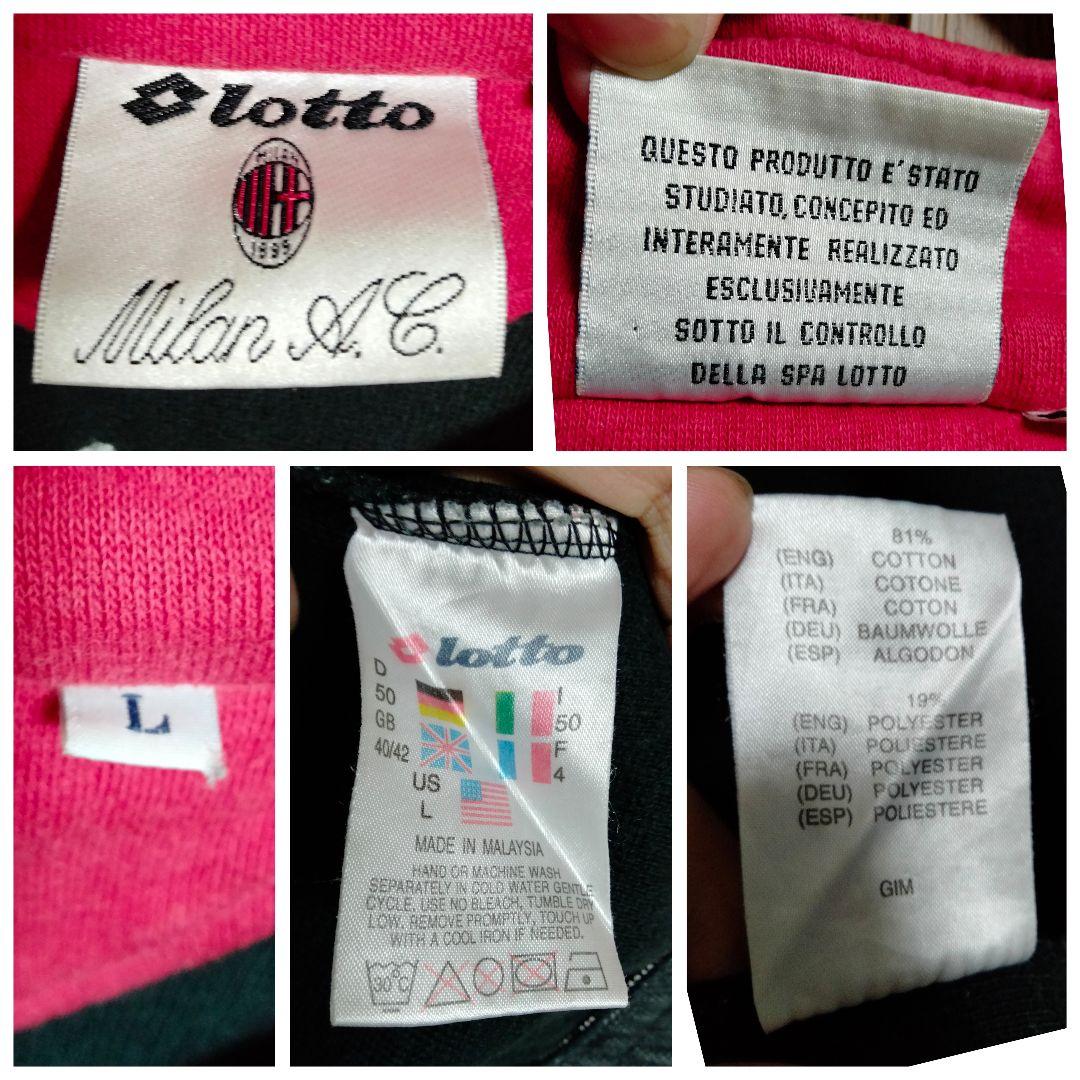 lotto
MILAN
1899
Milan A.C.
QUESTO PRODUTTO E' STATO
STUDIATO, CONCEPITO ED
INTERAMENTE REALIZZATO
ESCLUSIVAMENTE
SOTTO IL CONTROLLO
DELLA SPA LOTTO
L
lotto
D
50
GB
40/42
US
L
I
50
F
4
MADE IN MALAYSIA
HAND OR MACHINE WASH
SEPARATELY IN COLD WATER GENTLE
CYCLE, USE NO BLEACH, TUMBLE DRY
LOW. REMOVE PROMPTLY, TOUCH UP
WITH A COOL IRON IF NEEDED.
30°C
81%
(ENG) COTTON
(ITA) COTONE
(FRA) COTON
(DEU) BAUMWOLLE
(ESP) ALGODON
19%
(ENG) POLYESTER
(ITA) POLIESTERE
(FRA) POLYESTER
(DEU) POLYESTER
(ESP) POLIESTERE
GIM